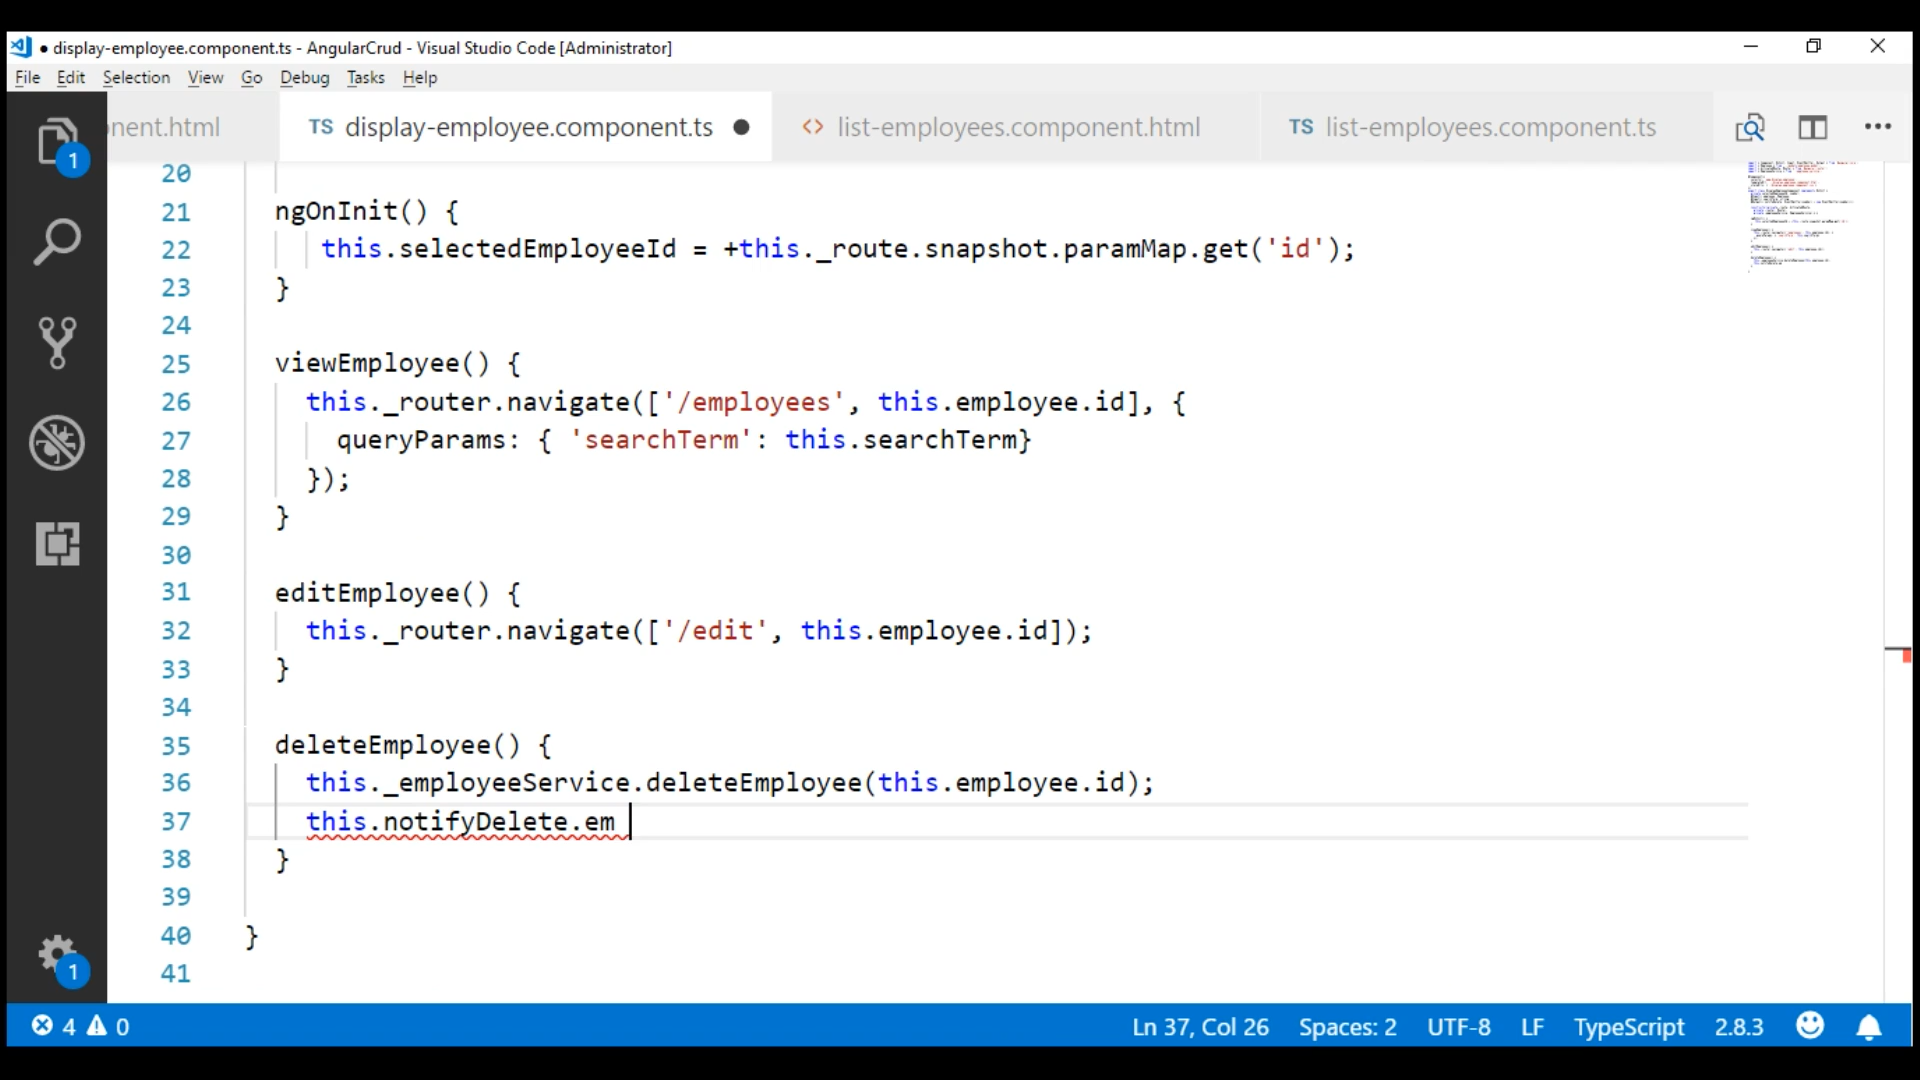 ● display-employee.component.ts - AngularCrud - Visual Studio Code [Administrator]
File Edit Selection View Go Debug Tasks Help
nent.html TS display-employee.component.ts ● <> list-employees.component.html TS list-employees.component.ts
20
21 ngOnInit() {
22 this.selectedEmployeeId = +this._route.snapshot.paramMap.get('id');
23 }
24
25 viewEmployee() {
26 this._router.navigate(['/employees', this.employee.id], {
27 queryParams: { 'searchTerm': this.searchTerm}
28 });
29 }
30
31 editEmployee() {
32 this._router.navigate(['/edit', this.employee.id]);
33 }
34
35 deleteEmployee() {
36 this._employeeService.deleteEmployee(this.employee.id);
37 this.notifyDelete.em
38 }
39
40 }
41
1
1
4 0 Ln 37, Col 26 Spaces: 2 UTF-8 LF TypeScript 2.8.3